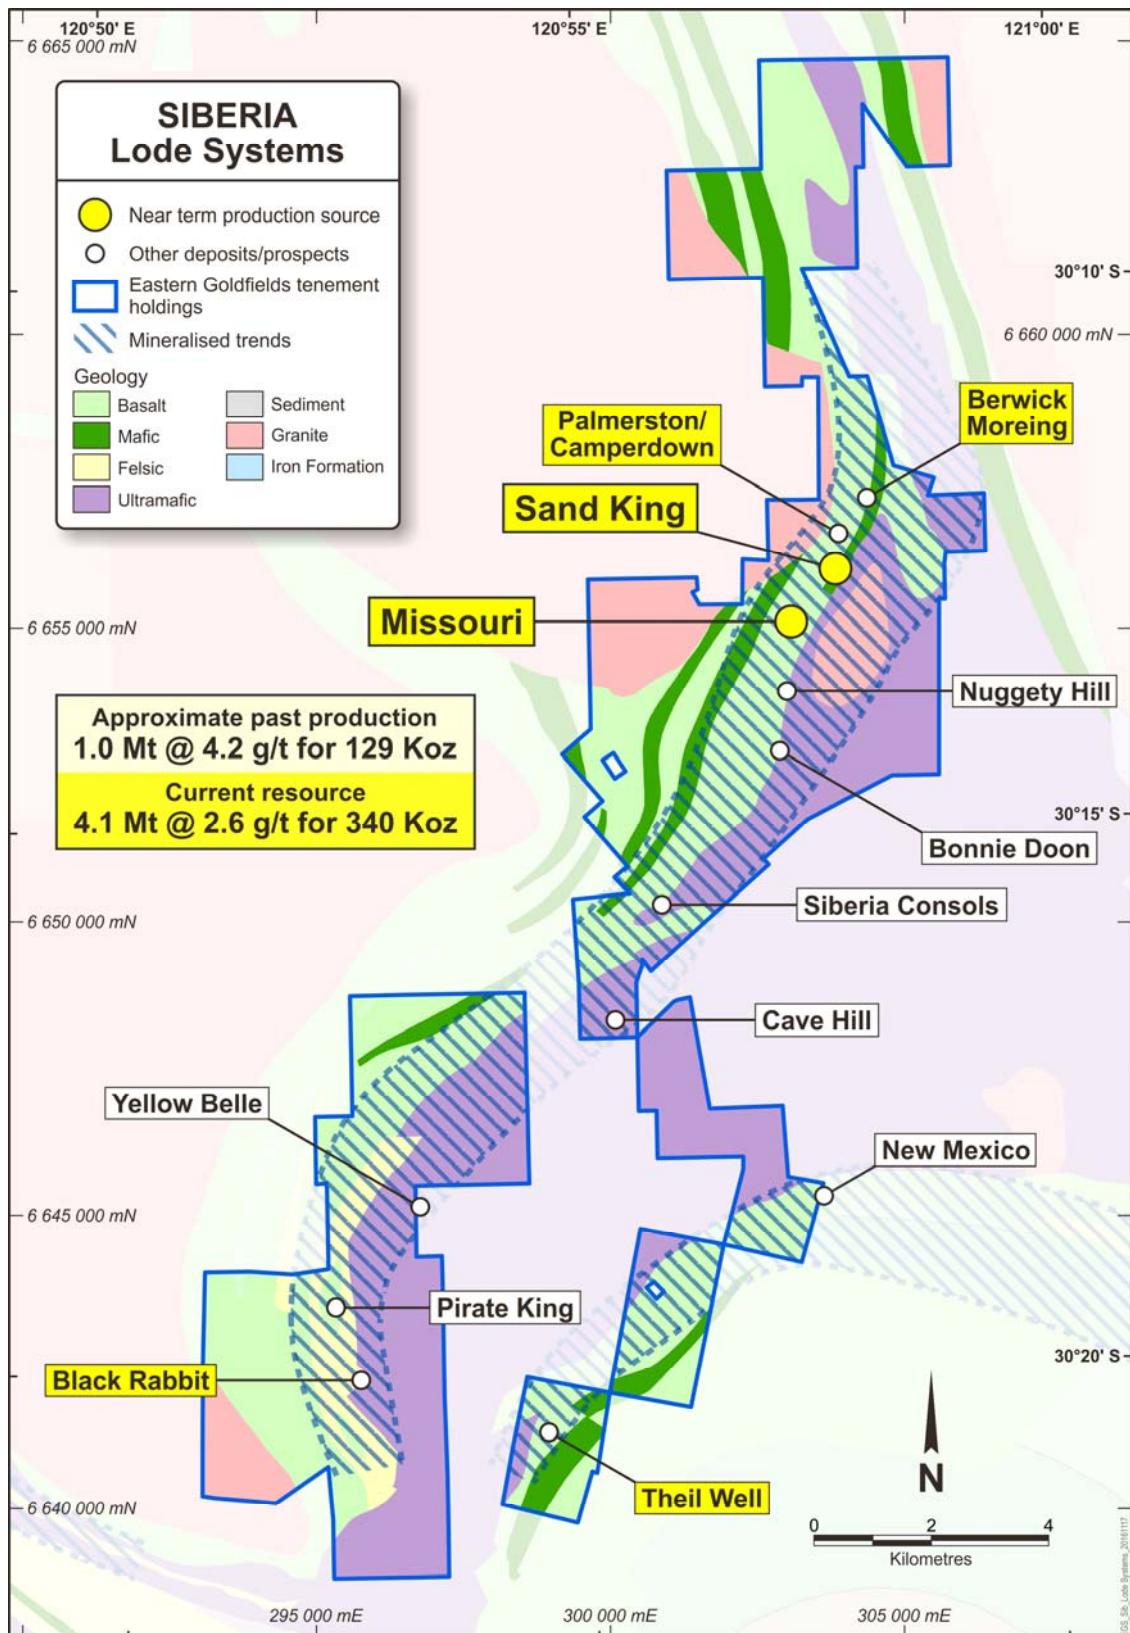 120°50' E
120°55' E
121°00' E
6 665 000 mN
SIBERIA
Lode Systems
Near term production source
Other deposits/prospects
Eastern Goldfields tenement
holdings
Mineralised trends
Geology
Basalt
Sediment
Mafic
Granite
Felsic
Iron Formation
Ultramafic
30°10' S
6 660 000 mN
Palmerston/
Camperdown
Berwick
Moreing
Sand King
Missouri
6 655 000 mN
Nuggety Hill
Approximate past production
1.0 Mt @ 4.2 g/t for 129 Koz
Current resource
4.1 Mt @ 2.6 g/t for 340 Koz
30°15' S
Bonnie Doon
Siberia Consols
6 650 000 mN
Cave Hill
Yellow Belle
New Mexico
6 645 000 mN
Pirate King
30°20' S
Black Rabbit
Theil Well
N
6 640 000 mN
0 2 4
Kilometres
295 000 mE
300 000 mE
305 000 mE